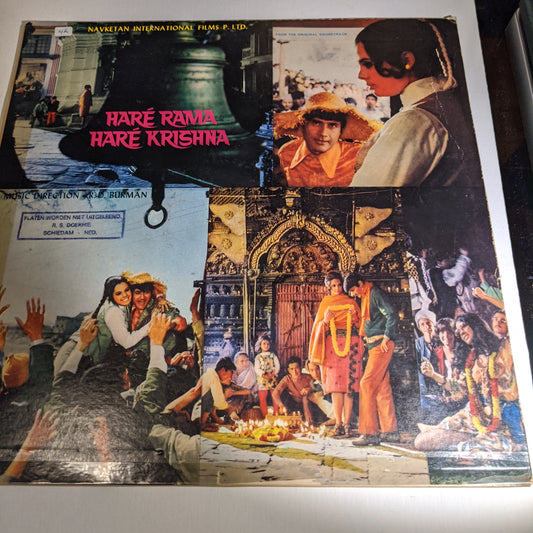 NAVKETAN INTERNATIONAL FILMS P. LTD.
FROM THE ORIGINAL SOUNDTRACK
HARÉ RAMA
HARÉ KRISHNA
MUSIC DIRECTION R. D. BURMAN
PLATEN WORDEN NIET UITGELEEND.
R. S. DOEKHIE
SCHIEDAM - NED.